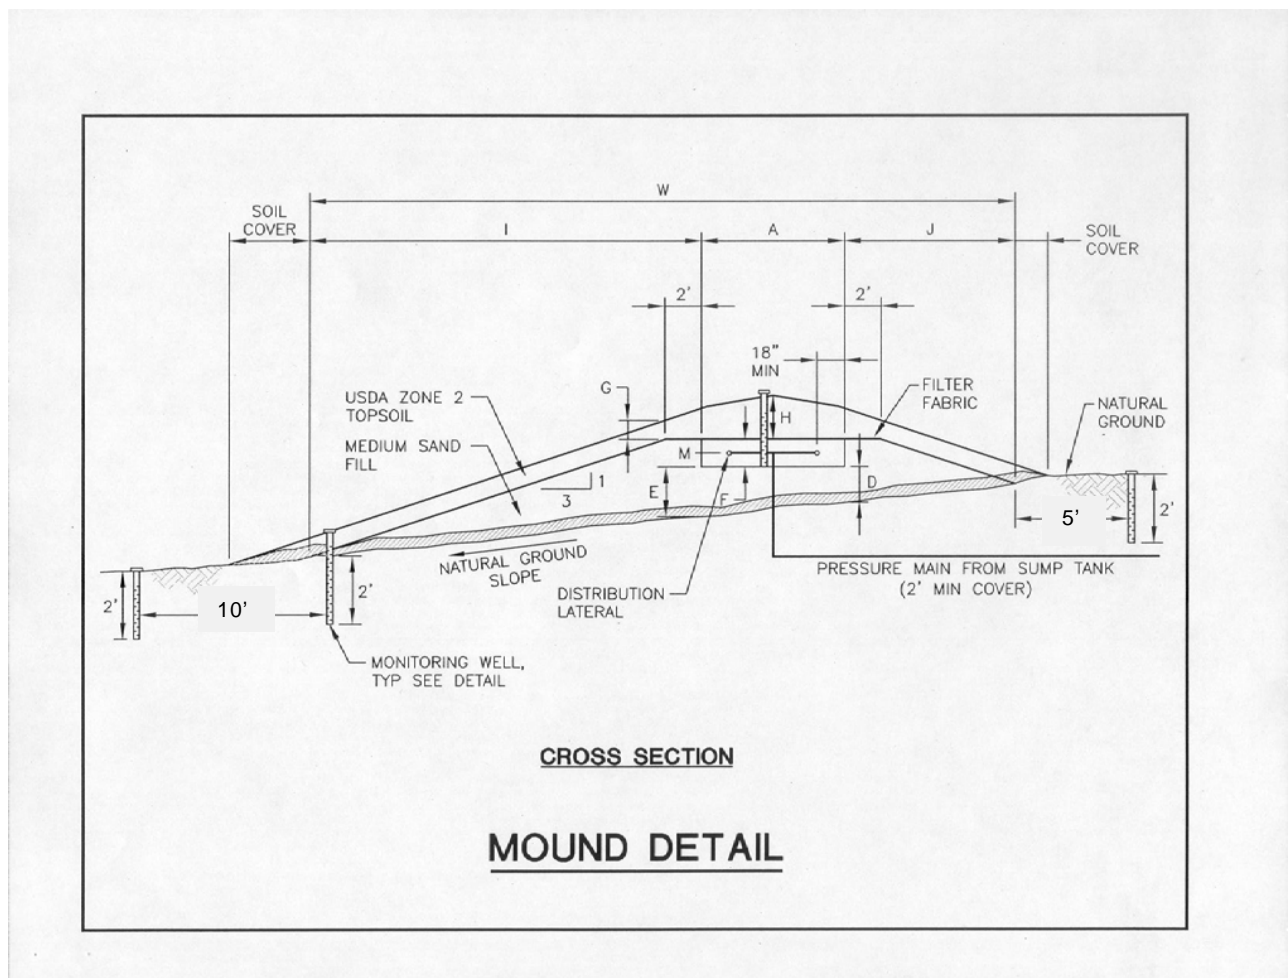 W
SOIL
COVER
I
A
J
SOIL
COVER
2'
2'
18"
MIN
G
USDA ZONE 2
TOPSOIL
H
FILTER
FABRIC
NATURAL
GROUND
MEDIUM SAND
FILL
M
1
3
E
F
D
5'
2'
NATURAL GROUND
SLOPE
PRESSURE MAIN FROM SUMP TANK
(2' MIN COVER)
DISTRIBUTION
LATERAL
2'
10'
2'
MONITORING WELL,
TYP SEE DETAIL
CROSS SECTION
MOUND DETAIL